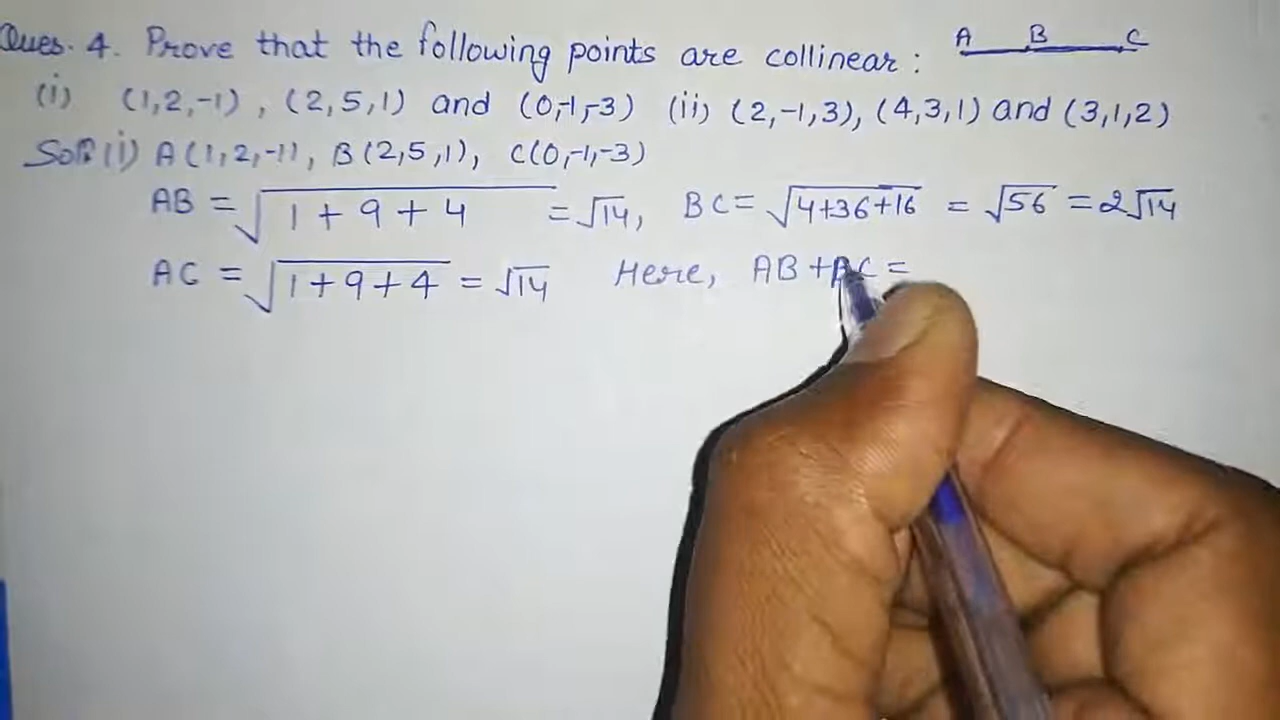 Ques. 4. Prove that the following points are collinear : A B C
(i) (1,2,-1), (2,5,1) and (0,-1,-3) (ii) (2,-1,3), (4,3,1) and (3,1,2)
Soln (i) A(1,2,-1), B(2,5,1), C(0,-1,-3)
AB = √1+9+4 = √14, BC = √4+36+16 = √56 = 2√14
AC = √1+9+4 = √14 Here, AB+BC =